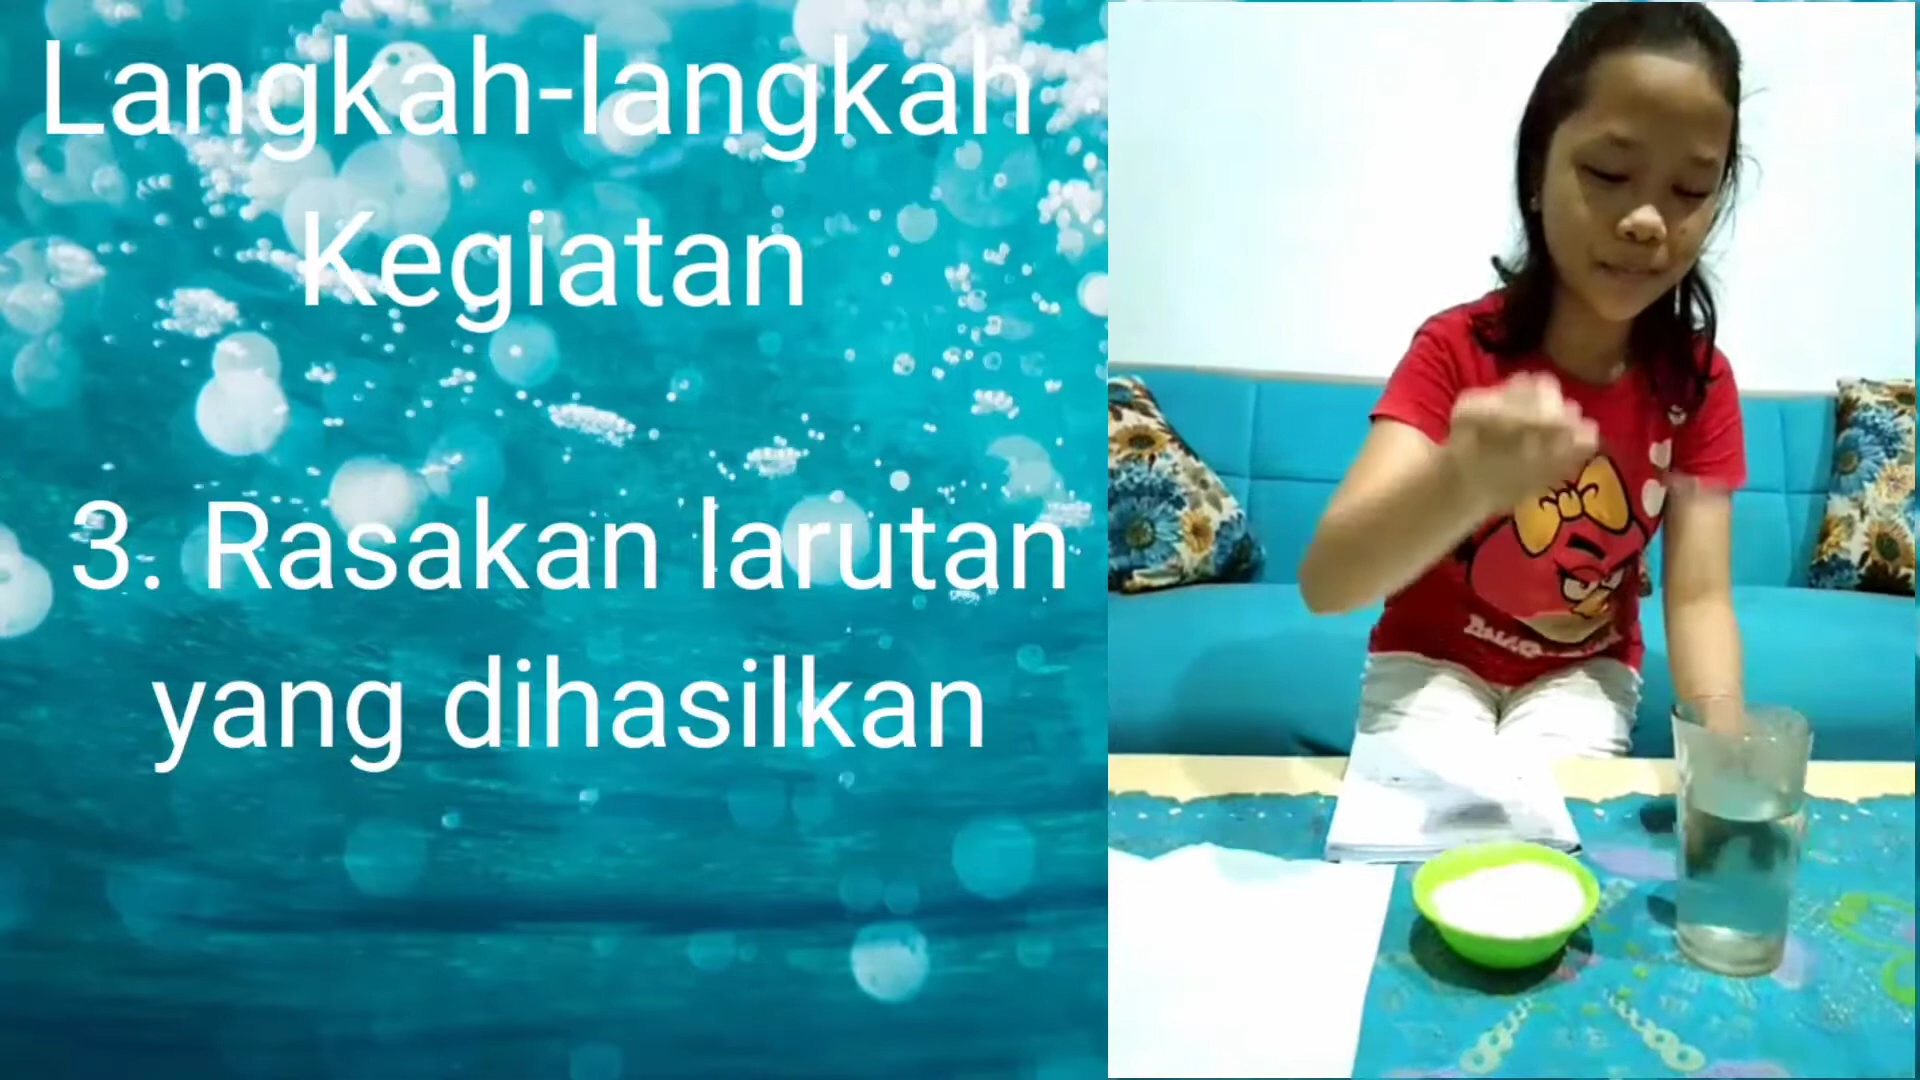 Langkah-langkah
Kegiatan
3. Rasakan larutan
yang dihasilkan